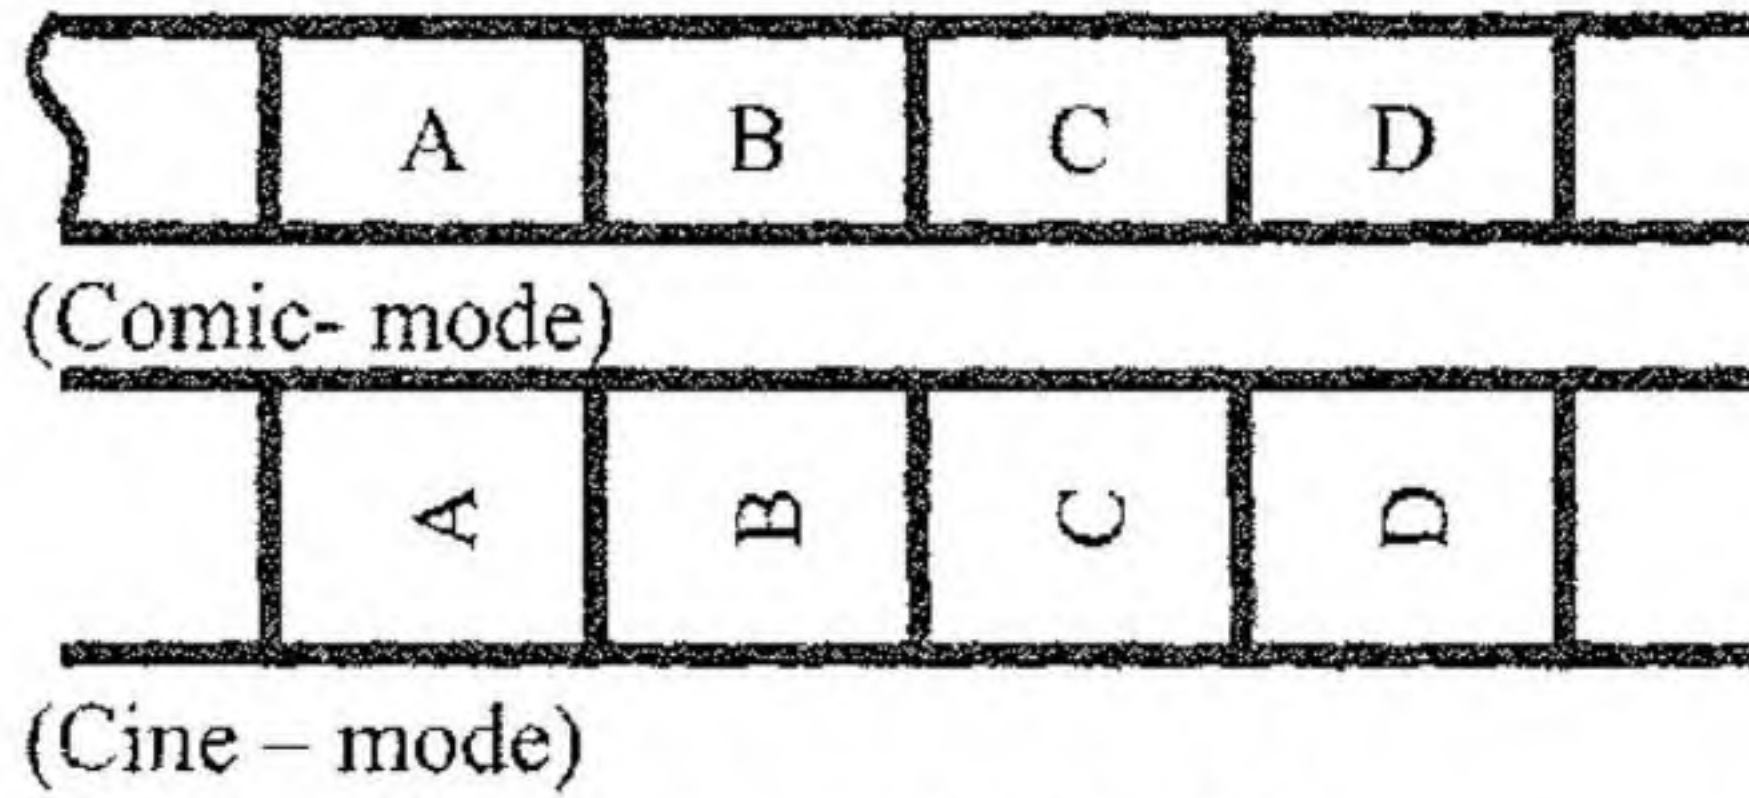 A B C D
(Comic- mode)
A B C D
(Cine – mode)